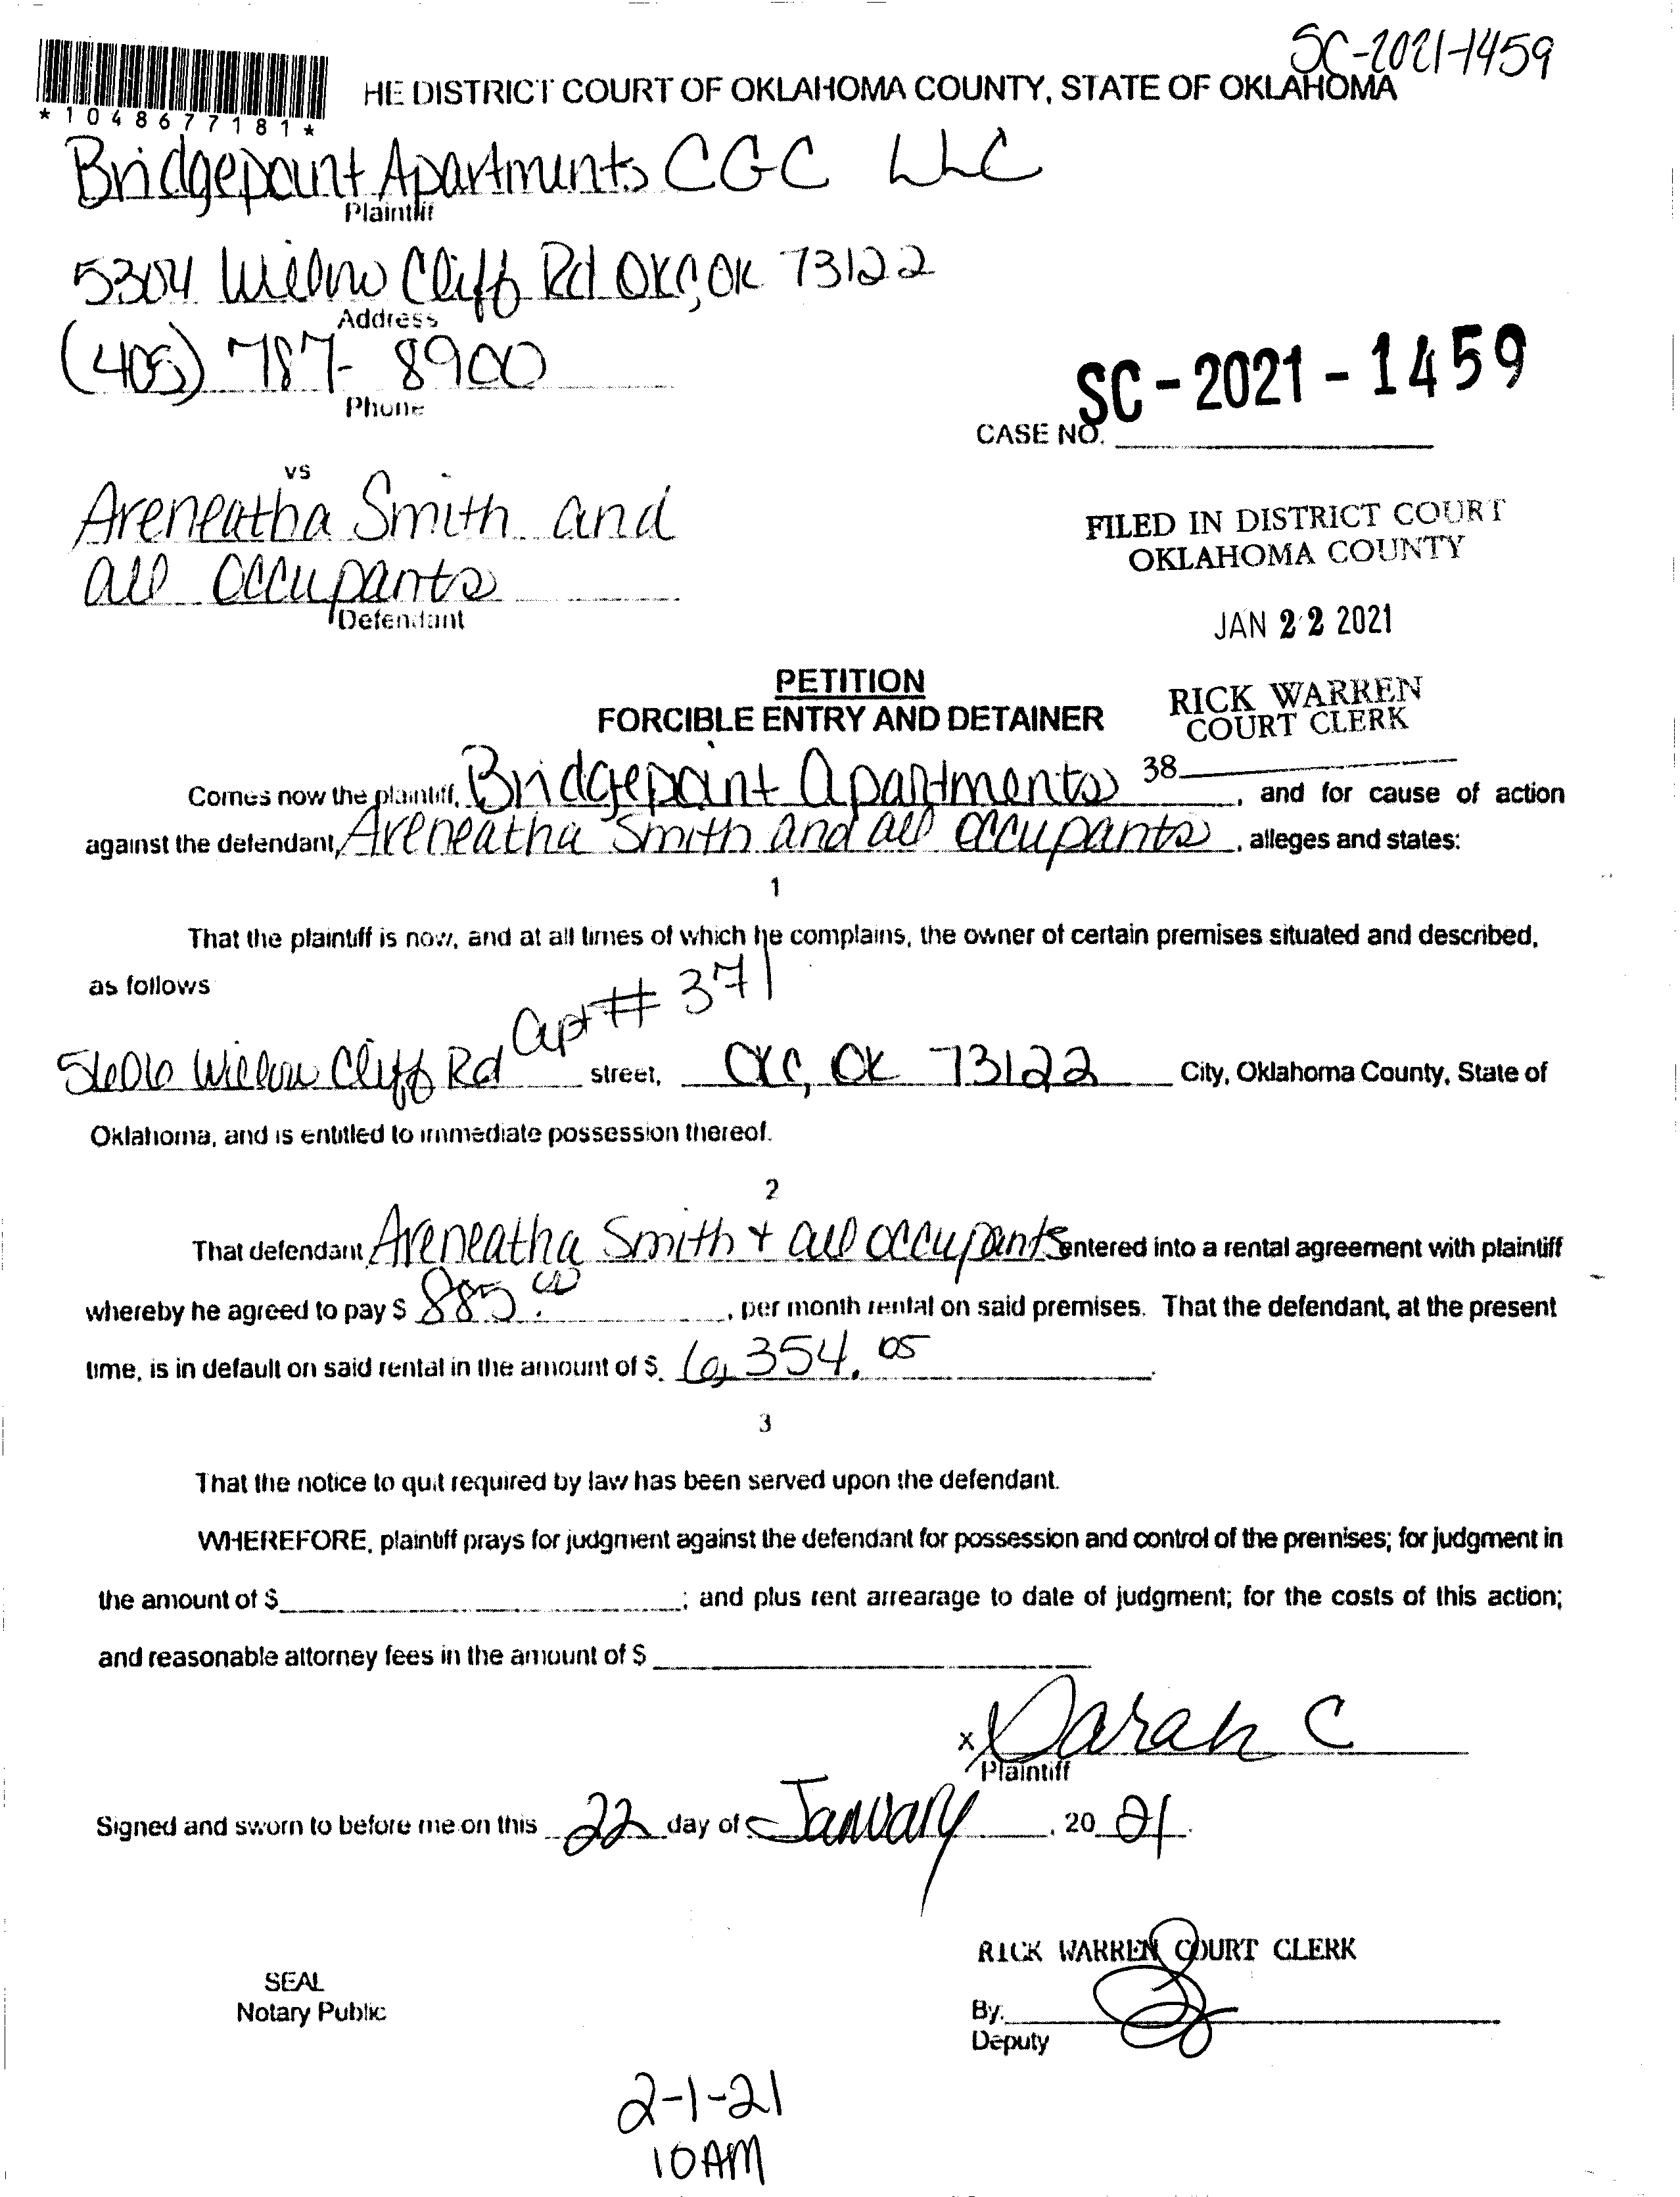 SC-2021-1459
HE DISTRICT COURT OF OKLAHOMA COUNTY, STATE OF OKLAHOMA
*1048677181*
Bridgepoint Apartments CGC LLC
Plaintiff
5304 Willow Cliff Rd OKC, OK 73122
Address
(405) 787-8900
Phone
SC-2021-1459
CASE NO.
vs
Areneatha Smith and
all occupants
Defendant
FILED IN DISTRICT COURT
OKLAHOMA COUNTY
JAN 22 2021
RICK WARREN
COURT CLERK
38
PETITION
FORCIBLE ENTRY AND DETAINER
Comes now the plaintiff, Bridgepoint Apartments, and for cause of action
against the defendant, Areneatha Smith and all occupants, alleges and states:
1
That the plaintiff is now, and at all times of which he complains, the owner of certain premises situated and described,
as follows
Apt # 371
5606 Willow Cliff Rd street, OKC, OK 73122 City, Oklahoma County, State of
Oklahoma, and is entitled to immediate possession thereof.
2
That defendant Areneatha Smith + all occupants entered into a rental agreement with plaintiff
whereby he agreed to pay $ 885.00, per month rental on said premises. That the defendant, at the present
time, is in default on said rental in the amount of $ 6,354.05.
3
That the notice to quit required by law has been served upon the defendant.
WHEREFORE, plaintiff prays for judgment against the defendant for possession and control of the premises; for judgment in
the amount of $; and plus rent arrearage to date of judgment; for the costs of this action;
and reasonable attorney fees in the amount of $
x Sarah C
Plaintiff
Signed and sworn to before me on this 22 day of January, 2021.
RICK WARREN COURT CLERK
SEAL
Notary Public
By:
Deputy
2-1-21
10AM